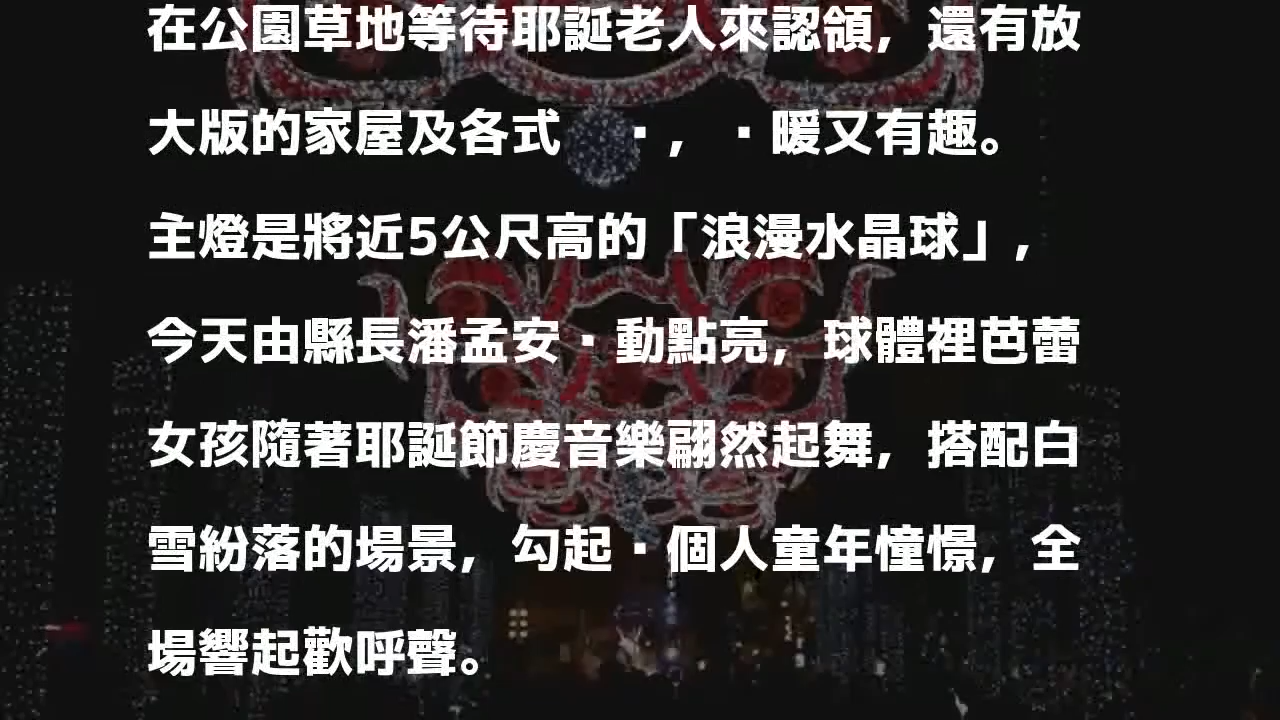 在公園草地等待耶誕老人來認領，還有放
大版的家屋及各式 ▪，▪暖又有趣。
主燈是將近5公尺高的「浪漫水晶球」，
今天由縣長潘孟安▪動點亮，球體裡芭蕾
女孩隨著耶誕節慶音樂翩然起舞，搭配白
雪紛落的場景，勾起▪個人童年憧憬，全
場響起歡呼聲。